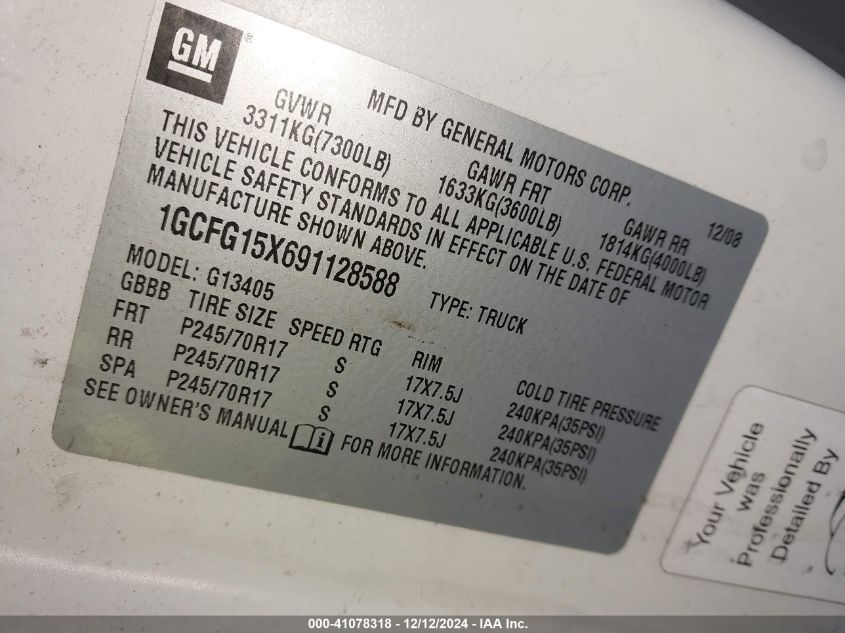 GM
MFD BY GENERAL MOTORS CORP.
12/08
GVWR GAWR FRT GAWR RR
3311KG(7300LB) 1633KG(3600LB) 1814KG(4000LB)
THIS VEHICLE CONFORMS TO ALL APPLICABLE U.S. FEDERAL MOTOR
VEHICLE SAFETY STANDARDS IN EFFECT ON THE DATE OF
MANUFACTURE SHOWN ABOVE.
1GCFG15X691128588
TYPE: TRUCK
MODEL: G13405
GBBB TIRE SIZE SPEED RTG RIM COLD TIRE PRESSURE
FRT P245/70R17 S 17X7.5J 240KPA(35PSI)
RR P245/70R17 S 17X7.5J 240KPA(35PSI)
SPA P245/70R17 S 17X7.5J 240KPA(35PSI)
SEE OWNER'S MANUAL FOR MORE INFORMATION.
Your Vehicle
was
Professionally
Detailed By
000-41078318 - 12/12/2024 - IAA Inc.